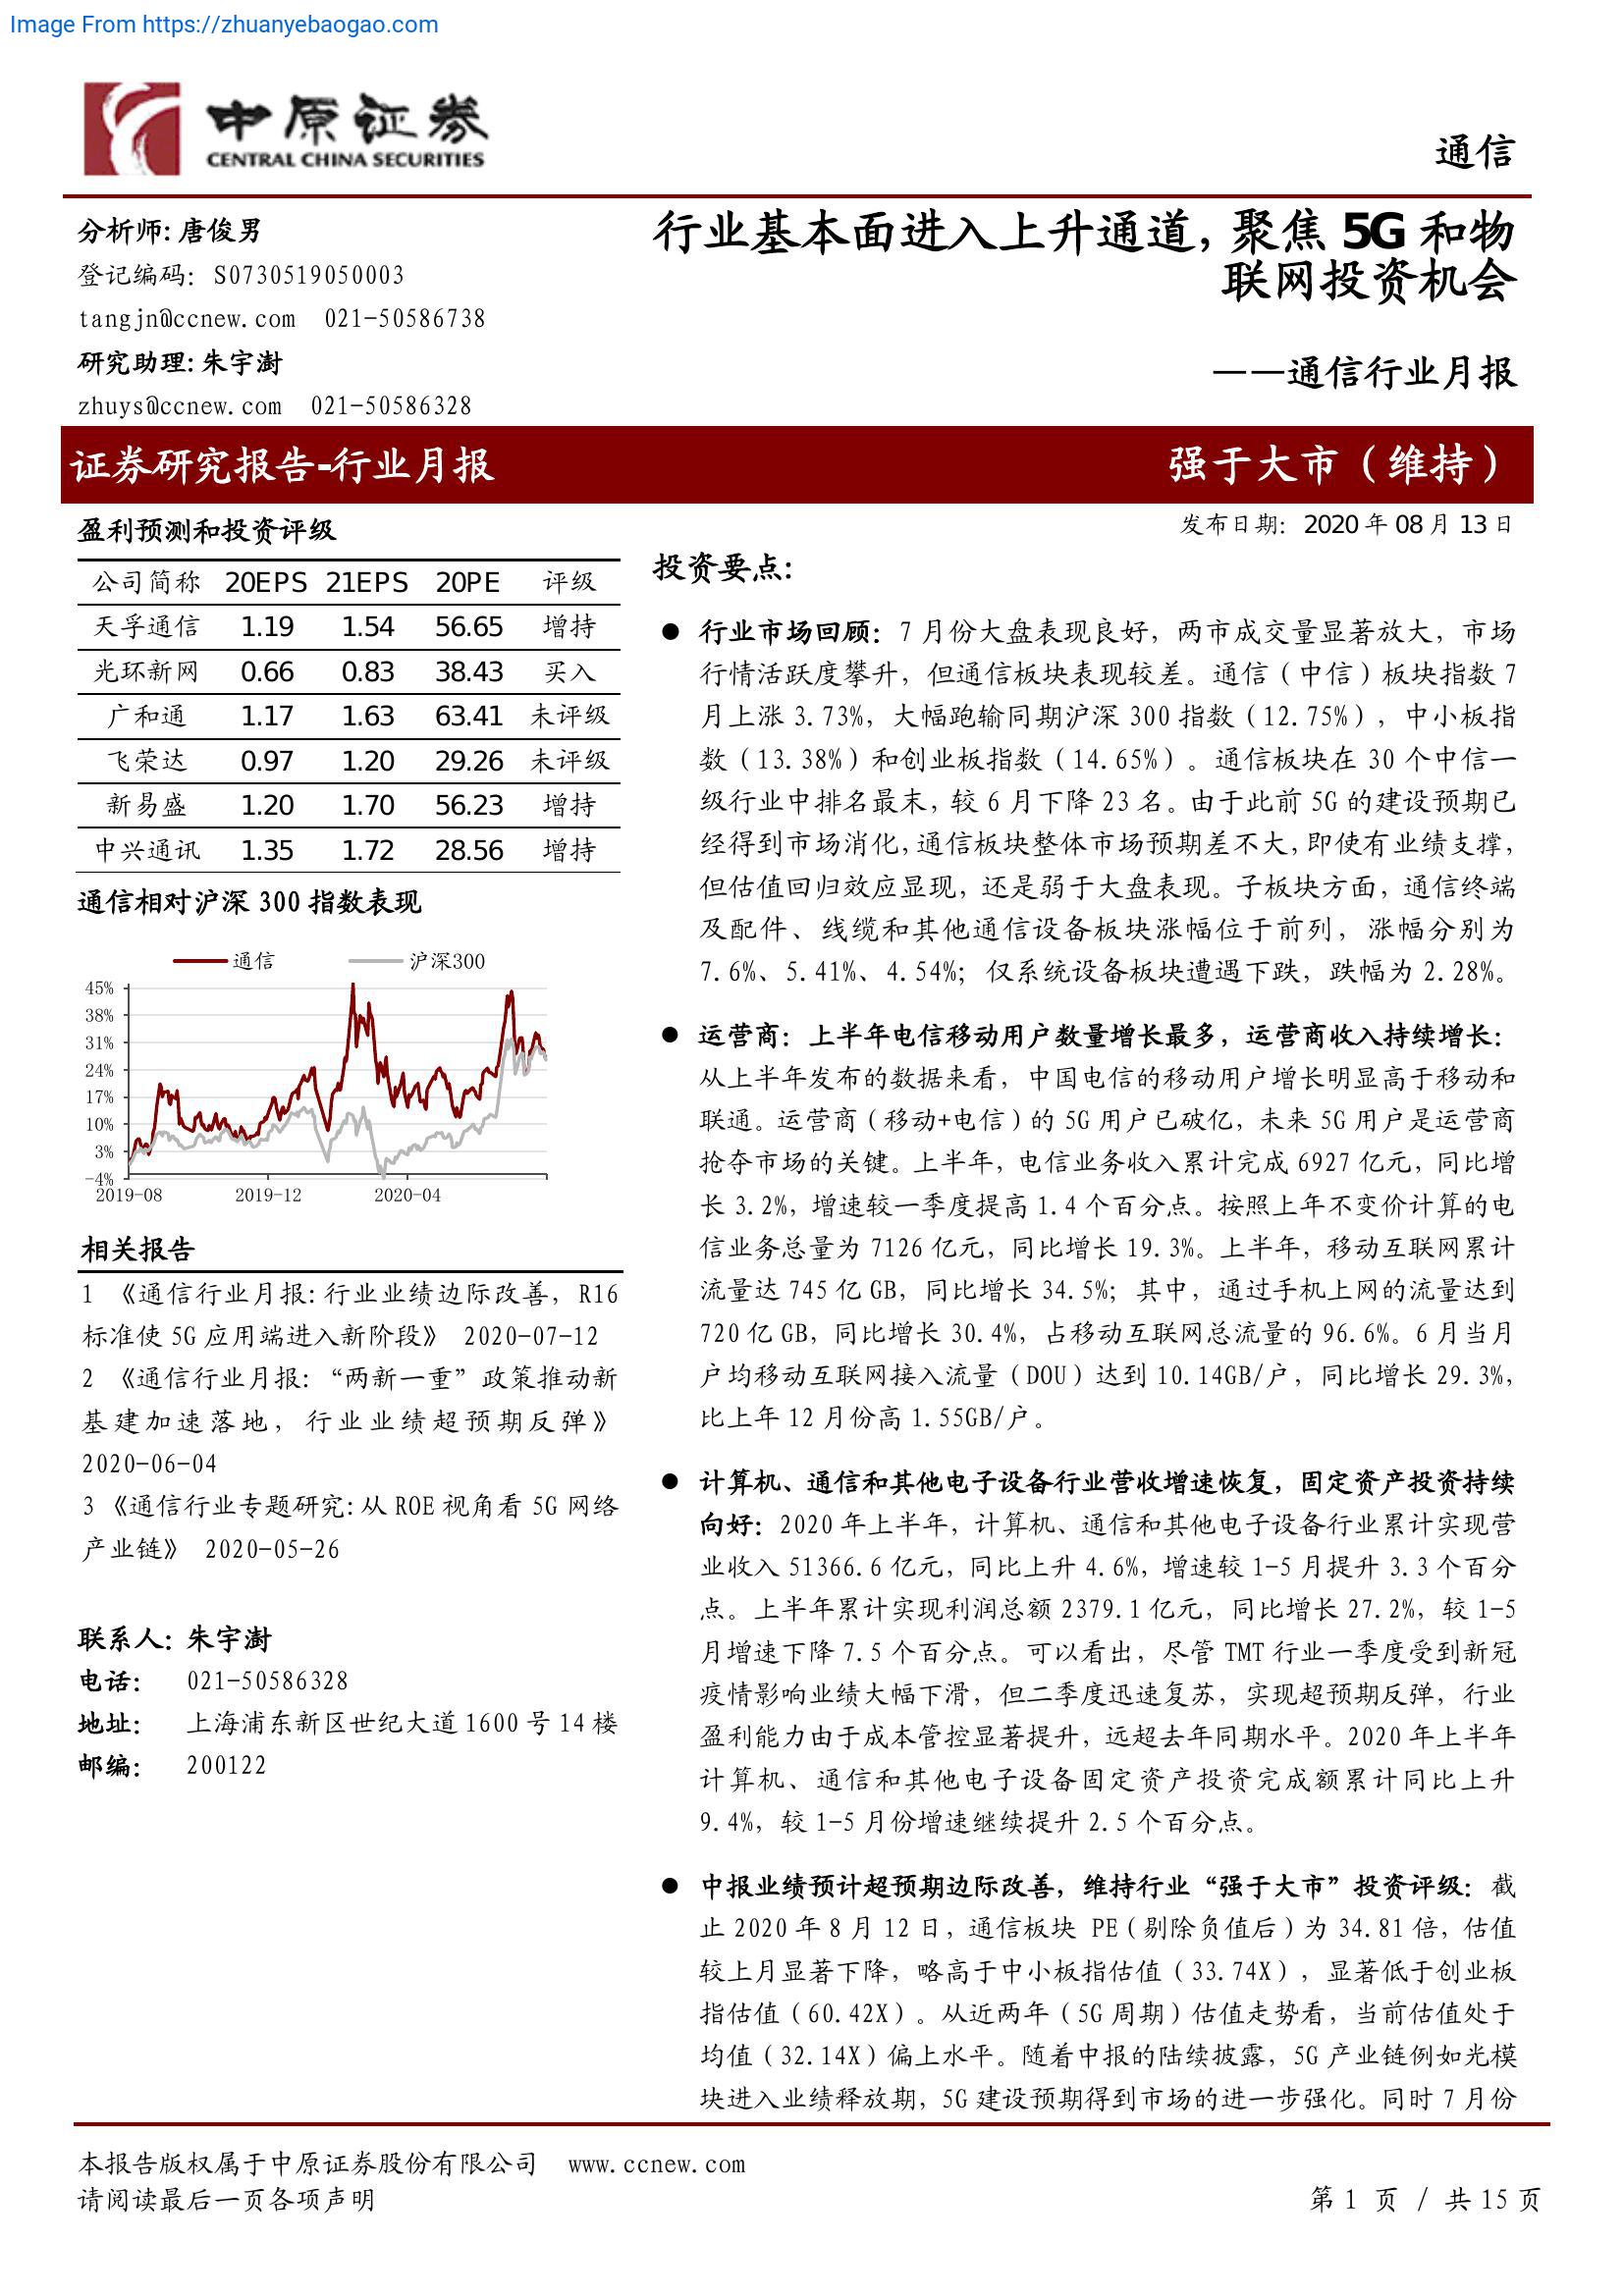 Image From https://zhuanyebaogao.com
中原证券
CENTRAL CHINA SECURITIES
通信
分析师：唐俊男
登记编码：S0730519050003
tangjn@ccnew.com 021-50586738
研究助理：朱宇澍
zhuys@ccnew.com 021-50586328
行业基本面进入上升通道，聚焦 5G 和物
联网投资机会
——通信行业月报
证券研究报告-行业月报
强于大市（维持）
盈利预测和投资评级
公司简称 20EPS 21EPS 20PE 评级
天孚通信 1.19 1.54 56.65 增持
光环新网 0.66 0.83 38.43 买入
广和通 1.17 1.63 63.41 未评级
飞荣达 0.97 1.20 29.26 未评级
新易盛 1.20 1.70 56.23 增持
中兴通讯 1.35 1.72 28.56 增持
通信相对沪深 300 指数表现
通信 沪深300
45%
38%
31%
24%
17%
10%
3%
-4%
2019-08 2019-12 2020-04
相关报告
1 《通信行业月报：行业业绩边际改善，R16
标准使 5G 应用端进入新阶段》 2020-07-12
2 《通信行业月报：“两新一重”政策推动新
基建加速落地，行业业绩超预期反弹》
2020-06-04
3 《通信行业专题研究：从 ROE 视角看 5G 网络
产业链》 2020-05-26
联系人：朱宇澍
电话： 021-50586328
地址： 上海浦东新区世纪大道 1600 号 14 楼
邮编： 200122
发布日期：2020 年 08 月 13 日
投资要点：
● 行业市场回顾：7 月份大盘表现良好，两市成交量显著放大，市场
行情活跃度攀升，但通信板块表现较差。通信（中信）板块指数 7
月上涨 3.73%，大幅跑输同期沪深 300 指数（12.75%），中小板指
数（13.38%）和创业板指数（14.65%）。通信板块在 30 个中信一
级行业中排名最末，较 6 月下降 23 名。由于此前 5G 的建设预期已
经得到市场消化，通信板块整体市场预期差不大，即使有业绩支撑，
但估值回归效应显现，还是弱于大盘表现。子板块方面，通信终端
及配件、线缆和其他通信设备板块涨幅位于前列，涨幅分别为
7.6%、5.41%、4.54%；仅系统设备板块遭遇下跌，跌幅为 2.28%。
● 运营商：上半年电信移动用户数量增长最多，运营商收入持续增长：
从上半年发布的数据来看，中国电信的移动用户增长明显高于移动和
联通。运营商（移动+电信）的 5G 用户已破亿，未来 5G 用户是运营商
抢夺市场的关键。上半年，电信业务收入累计完成 6927 亿元，同比增
长 3.2%，增速较一季度提高 1.4 个百分点。按照上年不变价计算的电
信业务总量为 7126 亿元，同比增长 19.3%。上半年，移动互联网累计
流量达 745 亿 GB，同比增长 34.5%；其中，通过手机上网的流量达到
720 亿 GB，同比增长 30.4%，占移动互联网总流量的 96.6%。6 月当月
户均移动互联网接入流量（DOU）达到 10.14GB/户，同比增长 29.3%，
比上年 12 月份高 1.55GB/户。
● 计算机、通信和其他电子设备行业营收增速恢复，固定资产投资持续
向好：2020 年上半年，计算机、通信和其他电子设备行业累计实现营
业收入 51366.6 亿元，同比上升 4.6%，增速较 1-5 月提升 3.3 个百分
点。上半年累计实现利润总额 2379.1 亿元，同比增长 27.2%，较 1-5
月增速下降 7.5 个百分点。可以看出，尽管 TMT 行业一季度受到新冠
疫情影响业绩大幅下滑，但二季度迅速复苏，实现超预期反弹，行业
盈利能力由于成本管控显著提升，远超去年同期水平。2020 年上半年
计算机、通信和其他电子设备固定资产投资完成额累计同比上升
9.4%，较 1-5 月份增速继续提升 2.5 个百分点。
● 中报业绩预计超预期边际改善，维持行业“强于大市”投资评级：截
止 2020 年 8 月 12 日，通信板块 PE（剔除负值后）为 34.81 倍，估值
较上月显著下降，略高于中小板指估值（33.74X），显著低于创业板
指估值（60.42X）。从近两年（5G 周期）估值走势看，当前估值处于
均值（32.14X）偏上水平。随着中报的陆续披露，5G 产业链例如光模
块进入业绩释放期，5G 建设预期得到市场的进一步强化。同时 7 月份
本报告版权属于中原证券股份有限公司 www.ccnew.com
请阅读最后一页各项声明
第 1 页 / 共 15 页